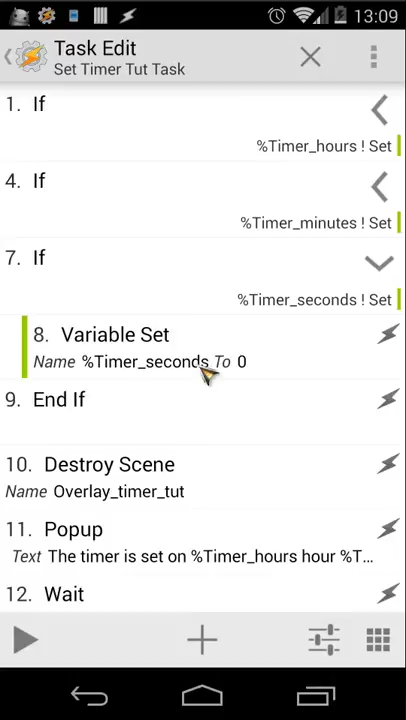 13:09
Task Edit
Set Timer Tut Task
1. If
%Timer_hours ! Set
4. If
%Timer_minutes ! Set
7. If
%Timer_seconds ! Set
8. Variable Set
Name %Timer_seconds To 0
9. End If
10. Destroy Scene
Name Overlay_timer_tut
11. Popup
Text The timer is set on %Timer_hours hour %T...
12. Wait